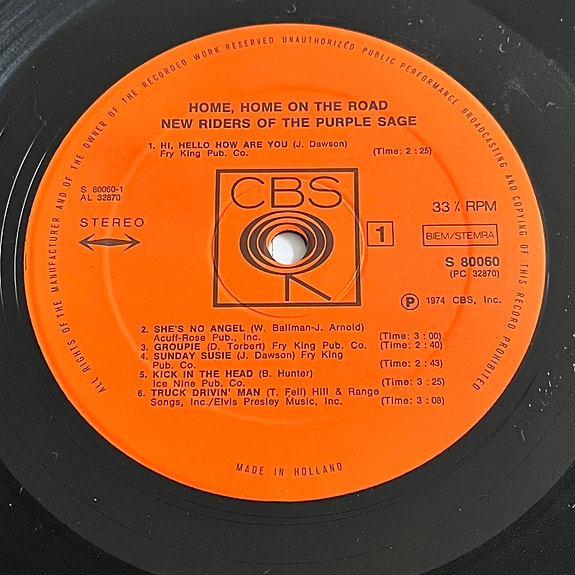 ALL RIGHTS OF THE MANUFACTURER AND OF THE OWNER OF THE RECORDED WORK RESERVED UNAUTHORIZED PUBLIC PERFORMANCE BROADCASTING AND COPYING OF THIS RECORD PROHIBITED
HOME, HOME ON THE ROAD
NEW RIDERS OF THE PURPLE SAGE
1. HI, HELLO HOW ARE YOU (J. Dawson)
Fry King Pub. Co. (Time: 2 : 25)
S 80060-1
AL 32870
STEREO
CBS
33⅓ RPM
1
BIEM/STEMRA
S 80060
(PC 32870)
Ⓟ 1974 CBS, Inc.
2. SHE'S NO ANGEL (W. Ballman-J. Arnold)
Acuff-Rose Pub., Inc. (Time: 3 : 00)
3. GROUPIE (D. Torbert) Fry King Pub. Co. (Time: 2 : 40)
4. SUNDAY SUSIE (J. Dawson) Fry King
Pub. Co. (Time: 2 : 43)
5. KICK IN THE HEAD (B. Hunter)
Ice Nine Pub. Co. (Time: 3 : 25)
6. TRUCK DRIVIN' MAN (T. Fell) Hill & Range
Songs, Inc./Elvis Presley Music, Inc. (Time: 3 : 08)
MADE IN HOLLAND